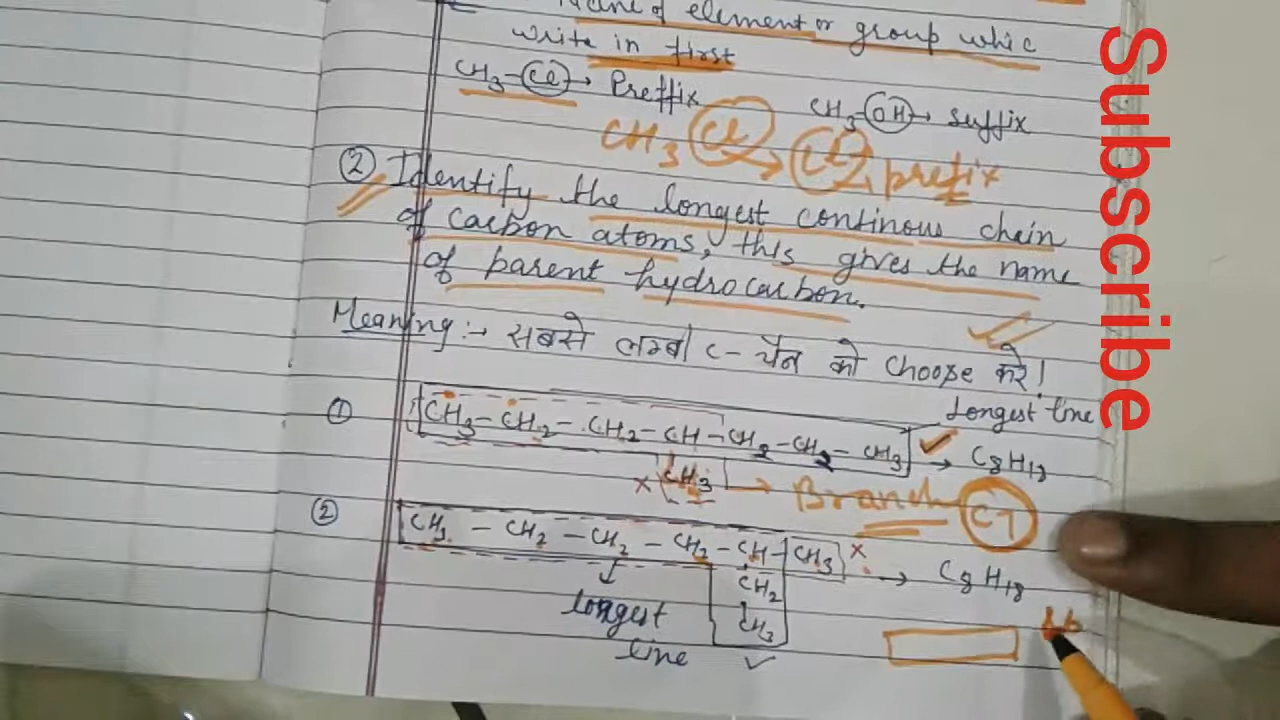 Name of element or group whic
write in first
CH3-Cl → Preffix
CH3-OH → Suffix
CH3 Cl → Cl → prefix
② Identify the longest continous chain
of carbon atoms, this gives the name
of parent hydrocarbon.
Meaning :- सबसे लम्बी C- चैन को choose करे!
Longest line
① CH3 - CH2 - CH2 - CH - CH2 - CH2 - CH3 → C8H18
x CH3 → Branch C7
② CH3 - CH2 - CH2 - CH2 - CH - CH3 x → C8H18
CH2
CH3
longest
line
Subscribe